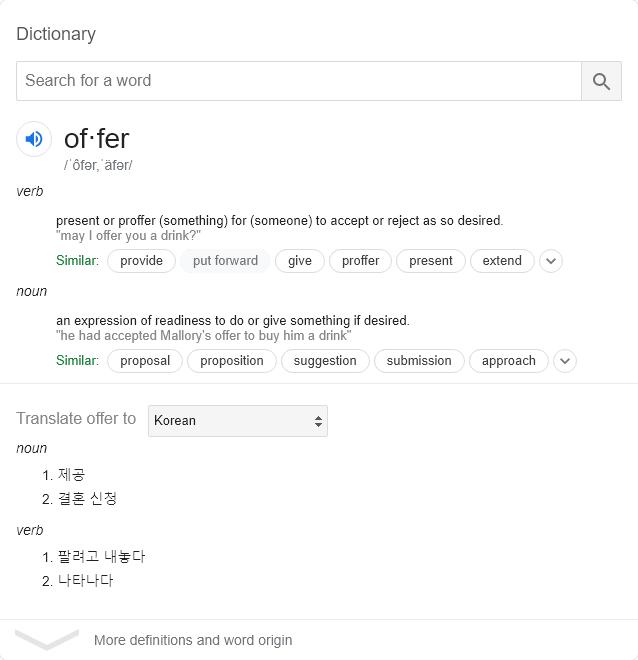 Dictionary
Search for a word
of·fer
/ˈôfər,ˈäfər/
verb
present or proffer (something) for (someone) to accept or reject as so desired.
"may I offer you a drink?"
Similar: provide put forward give proffer present extend
noun
an expression of readiness to do or give something if desired.
"he had accepted Mallory's offer to buy him a drink"
Similar: proposal proposition suggestion submission approach
Translate offer to Korean
noun
1. 제공
2. 결혼 신청
verb
1. 팔려고 내놓다
2. 나타나다
More definitions and word origin